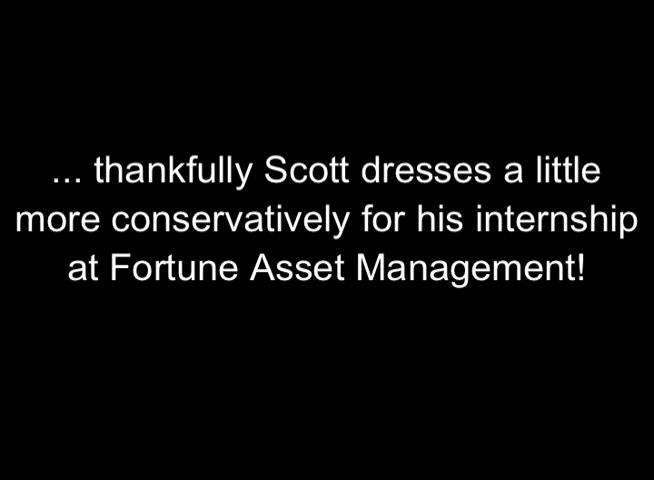 ... thankfully Scott dresses a little
more conservatively for his internship
at Fortune Asset Management!